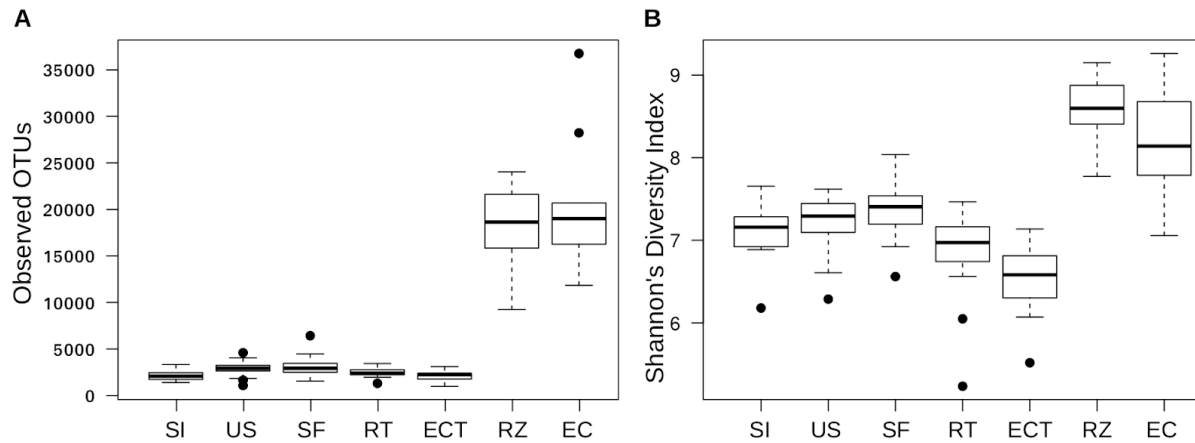 A
Observed OTUs
35000
30000
25000
20000
15000
10000
5000
0
SI US SF RT ECT RZ EC
B
Shannon's Diversity Index
9
8
7
6
SI US SF RT ECT RZ EC